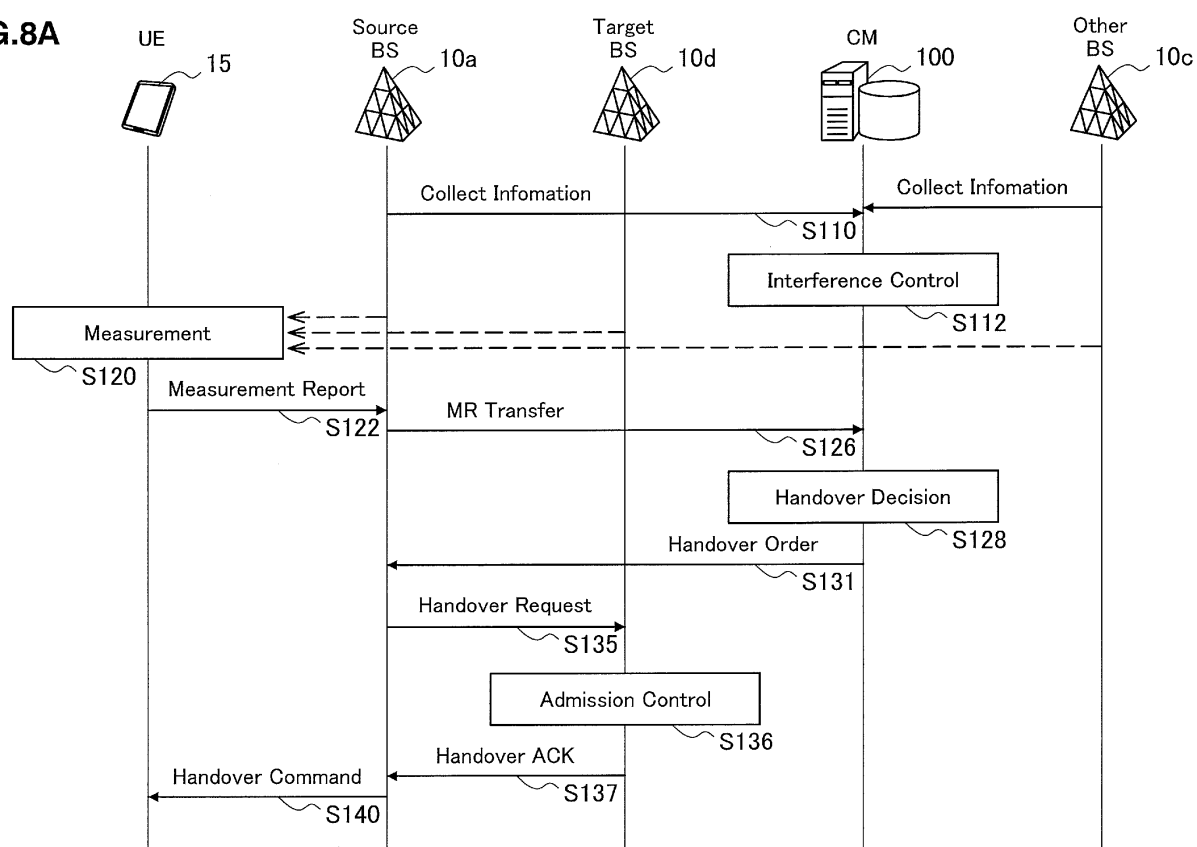 G.8A
UE
Source
BS
Target
BS
CM
Other
BS
15
10a
10d
100
10c
Collect Infomation
Collect Infomation
S110
Interference Control
S112
Measurement
S120
Measurement Report
S122
MR Transfer
S126
Handover Decision
S128
Handover Order
S131
Handover Request
S135
Admission Control
S136
Handover ACK
S137
Handover Command
S140